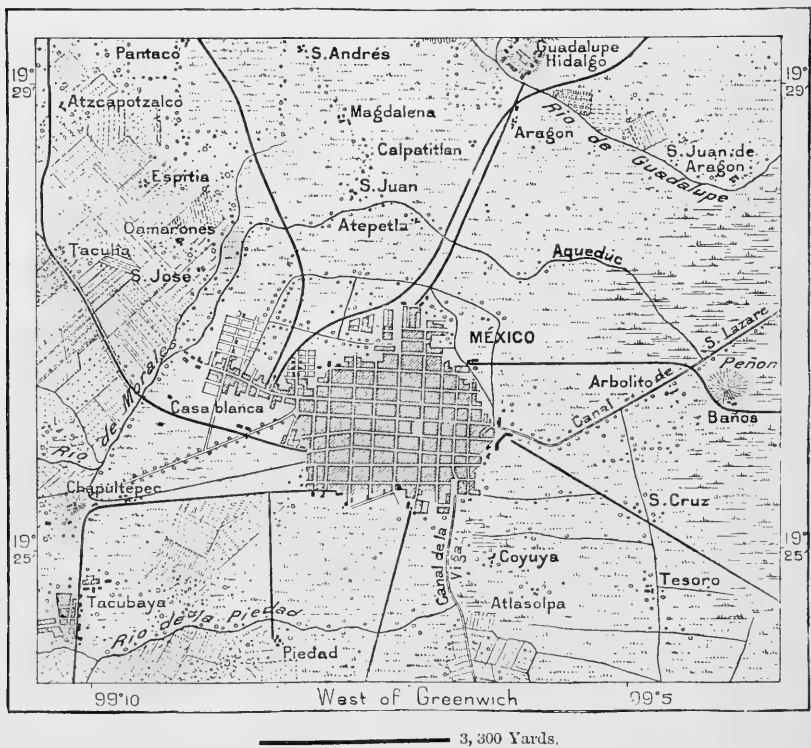 Pantaco
S. Andrés
Guadalupe
Hidalgo
19°
29'
19°
29'
Atzcapotzalco
Magdalena
Aragon
Rio de Guadalupe
Calpatitlan
S. Juan de
Aragon
Espitia
S. Juan
Camarones
Atepetla
Tacuba
Aqueduc
S. Jose
MÉXICO
S. Lazare
Rio de Morales
Peñon
Arbolito de
Casa blanca
Canal
Baños
Chapultepec
S. Cruz
19°
25'
19°
25'
Canal de la
Viga
Coyuya
Tacubaya
Tesoro
Atlasolpa
Rio de la Piedad
Piedad
99°10
West of Greenwich
99°5
3,300 Yards.